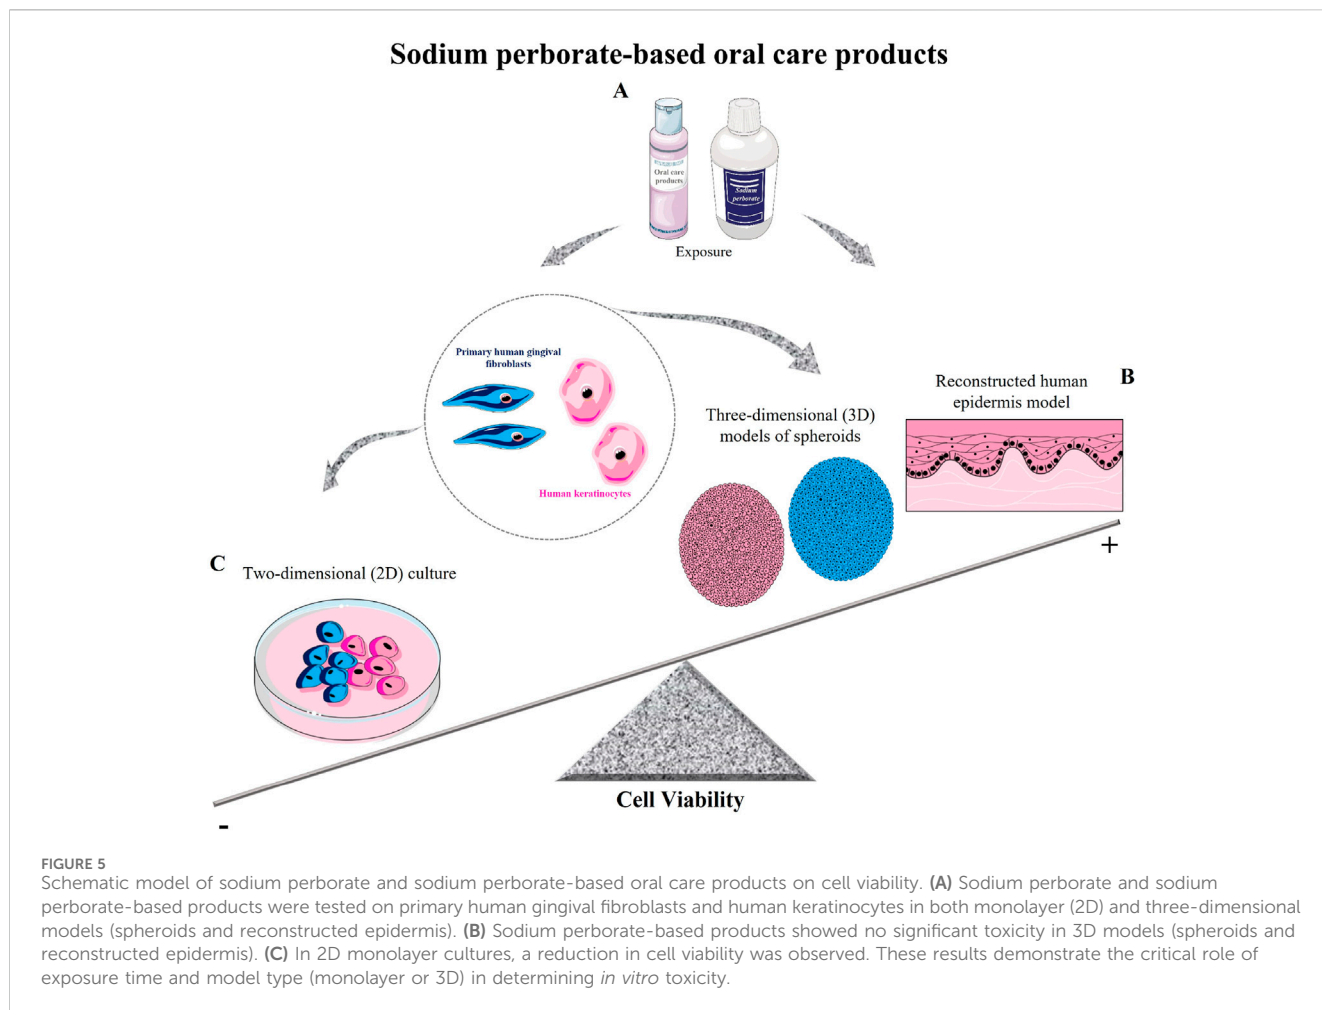 Sodium perborate-based oral care products
A
Oral care
products
Sodium
perborate
Exposure
Primary human gingival
fibroblasts
Human keratinocytes
B
Reconstructed human
epidermis model
Three-dimensional (3D)
models of spheroids
+
C
Two-dimensional (2D) culture
-
Cell Viability
FIGURE 5
Schematic model of sodium perborate and sodium perborate-based oral care products on cell viability. (A) Sodium perborate and sodium
perborate-based products were tested on primary human gingival fibroblasts and human keratinocytes in both monolayer (2D) and three-dimensional
models (spheroids and reconstructed epidermis). (B) Sodium perborate-based products showed no significant toxicity in 3D models (spheroids and
reconstructed epidermis). (C) In 2D monolayer cultures, a reduction in cell viability was observed. These results demonstrate the critical role of
exposure time and model type (monolayer or 3D) in determining in vitro toxicity.